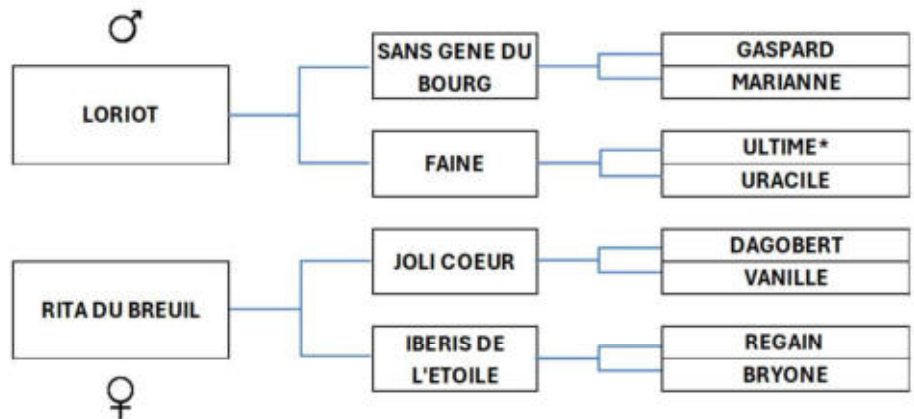 ♂
LORIOT
SANS GENE DU
BOURG
GASPARD
MARIANNE
FAINE
ULTIME*
URACILE
RITA DU BREUIL
JOLI COEUR
DAGOBERT
VANILLE
IBERIS DE
L'ETOILE
REGAIN
BRYONE
♀